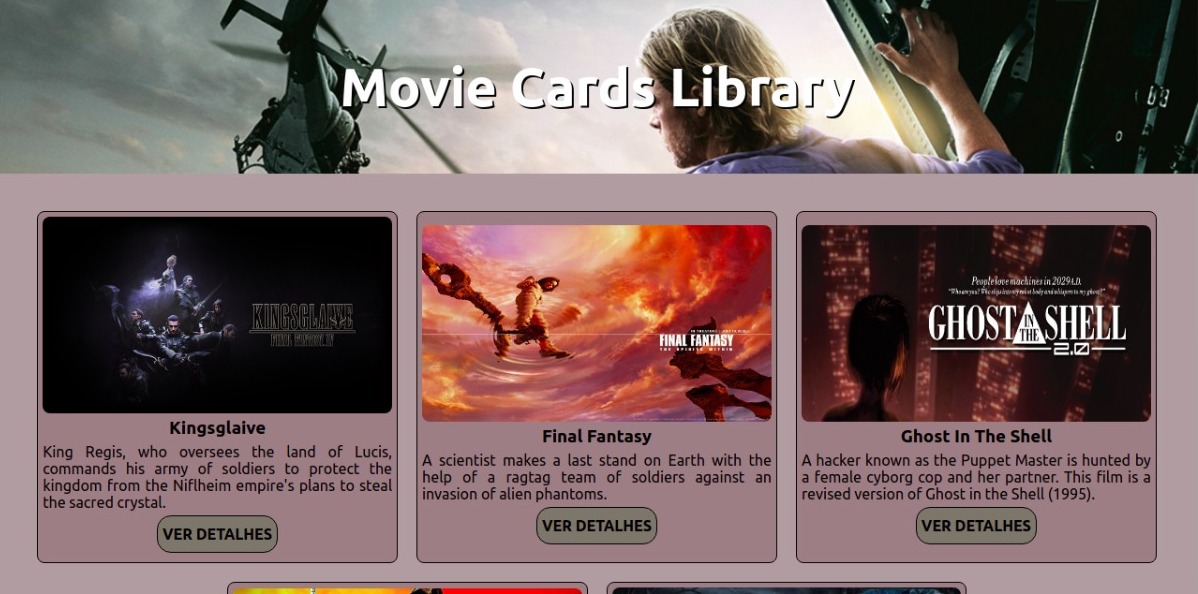 Movie Cards Library
KINGSGLAIVE
FINAL FANTASY XV
FINAL FANTASY
THE SPIRITS WITHIN
People love machines in 2029 A.D.
GHOST IN THE SHELL
2.0
Kingsglaive
King Regis, who oversees the land of Lucis,
commands his army of soldiers to protect the
kingdom from the Niflheim empire's plans to steal
the sacred crystal.
VER DETALHES
Final Fantasy
A scientist makes a last stand on Earth with the
help of a ragtag team of soldiers against an
invasion of alien phantoms.
VER DETALHES
Ghost In The Shell
A hacker known as the Puppet Master is hunted by
a female cyborg cop and her partner. This film is a
revised version of Ghost in the Shell (1995).
VER DETALHES